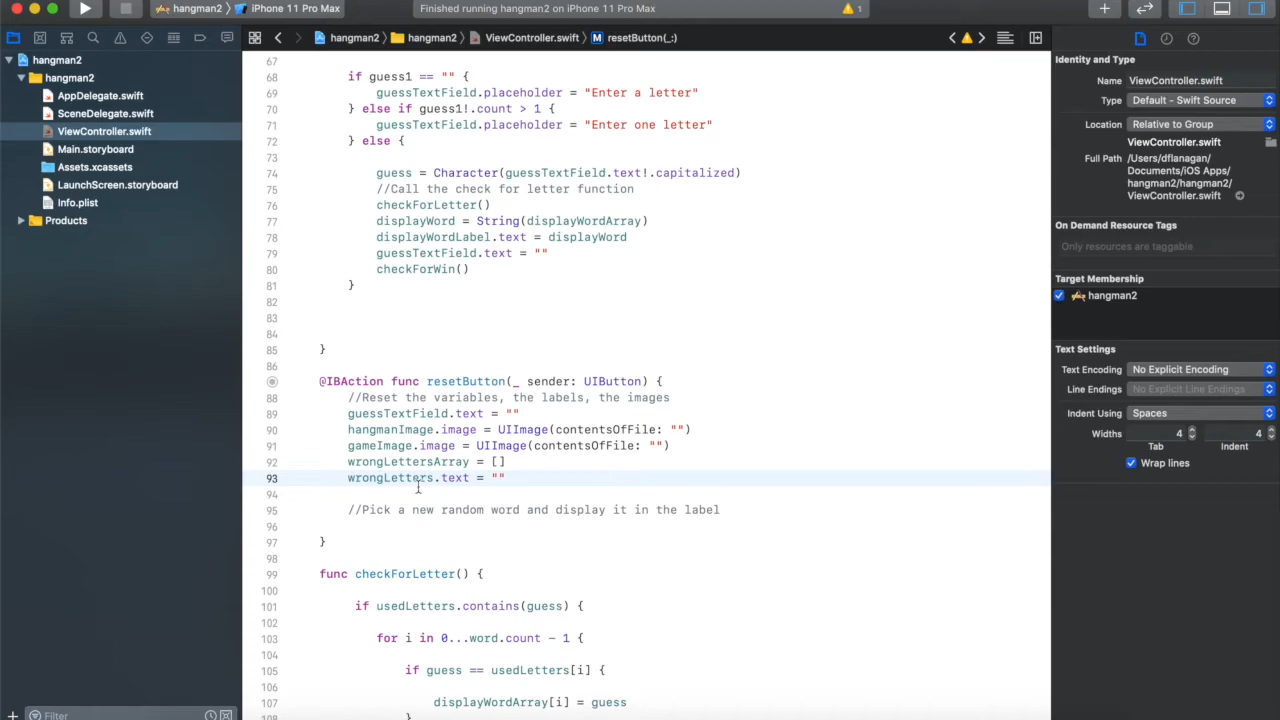 hangman2 〉 iPhone 11 Pro Max
Finished running hangman2 on iPhone 11 Pro Max
1
hangman2
hangman2
AppDelegate.swift
SceneDelegate.swift
ViewController.swift
Main.storyboard
Assets.xcassets
LaunchScreen.storyboard
Info.plist
Products
Filter
hangman2 〉 hangman2 〉 ViewController.swift 〉 M resetButton(_:)
67
68 if guess1 == "" {
69 guessTextField.placeholder = "Enter a letter"
70 } else if guess1!.count > 1 {
71 guessTextField.placeholder = "Enter one letter"
72 } else {
73
74 guess = Character(guessTextField.text!.capitalized)
75 //Call the check for letter function
76 checkForLetter()
77 displayWord = String(displayWordArray)
78 displayWordLabel.text = displayWord
79 guessTextField.text = ""
80 checkForWin()
81 }
82
83
84
85 }
86
@IBAction func resetButton(_ sender: UIButton) {
88 //Reset the variables, the labels, the images
89 guessTextField.text = ""
90 hangmanImage.image = UIImage(contentsOfFile: "")
91 gameImage.image = UIImage(contentsOfFile: "")
92 wrongLettersArray = []
93 wrongLetters.text = ""
94
95 //Pick a new random word and display it in the label
96
97 }
98
99 func checkForLetter() {
100
101 if usedLetters.contains(guess) {
102
103 for i in 0...word.count - 1 {
104
105 if guess == usedLetters[i] {
106
107 displayWordArray[i] = guess
108 }
Identity and Type
Name ViewController.swift
Type Default - Swift Source
Location Relative to Group
ViewController.swift
Full Path /Users/dflanagan/
Documents/iOS Apps/
hangman2/hangman2/
ViewController.swift
On Demand Resource Tags
Only resources are taggable
Target Membership
hangman2
Text Settings
Text Encoding No Explicit Encoding
Line Endings No Explicit Line Endings
Indent Using Spaces
Widths 4 4
Tab Indent
Wrap lines